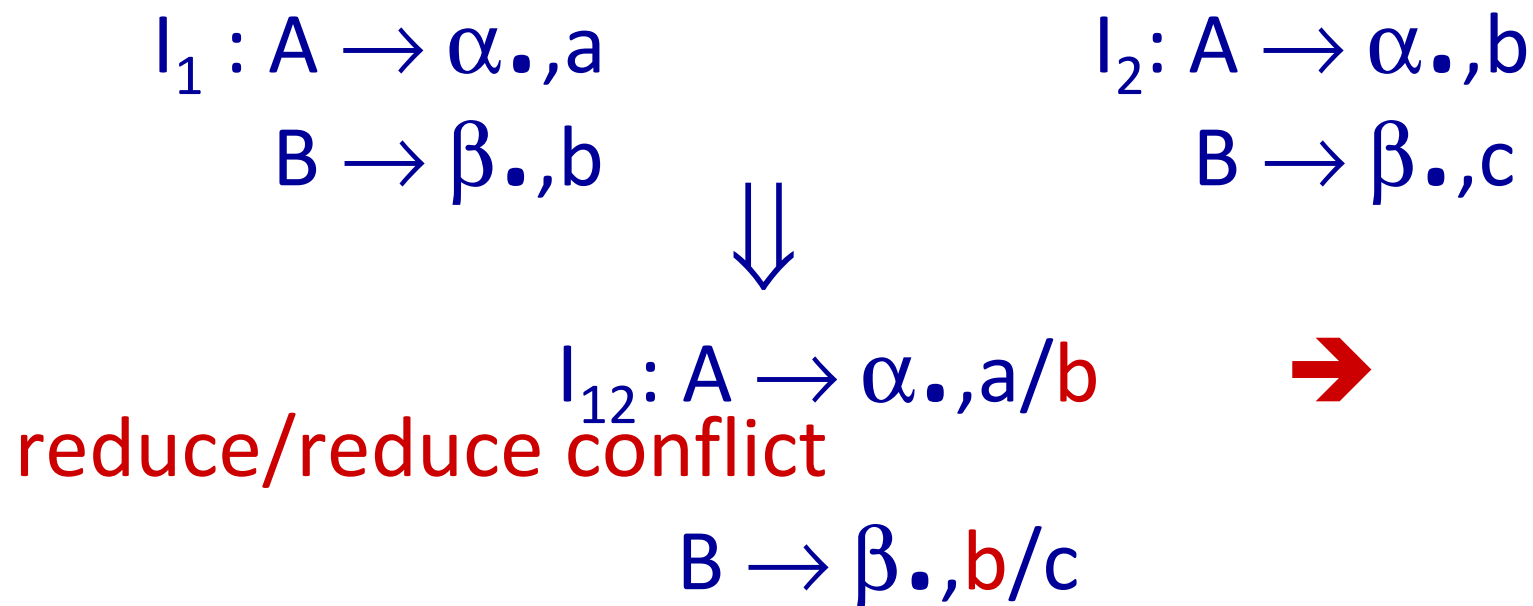 I₁ : A → α.,a    I₂: A → α.,b
B → β.,b    B → β.,c
⇓
I₁₂: A → α.,a/b    ➔
reduce/reduce conflict
B → β.,b/c